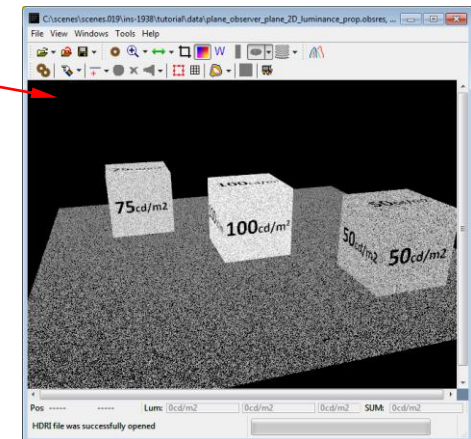 C:\scenes\scenes.019\ins-1938\tutorial\data\plane_observer_plane_2D_luminance_prop.obsres, ...
File View Windows Tools Help
W
75cd/m2
100cd/m2
100cd/m²
50cd/m2
50cd/m2
50cd/m2
Pos ----- ----- Lum: 0cd/m2 0cd/m2 0cd/m2 SUM: 0cd/m2
HDRI file was successfully opened